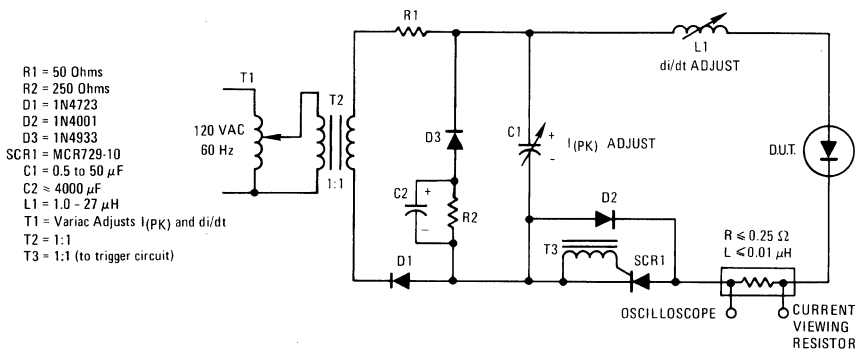 R1 = 50 Ohms
R2 = 250 Ohms
D1 = 1N4723
D2 = 1N4001
D3 = 1N4933
SCR1 = MCR729-10
C1 = 0.5 to 50 μF
C2 ≈ 4000 μF
L1 = 1.0 – 27 μH
T1 = Variac Adjusts I(PK) and di/dt
T2 = 1:1
T3 = 1:1 (to trigger circuit)
T1
120 VAC
60 Hz
T2
1:1
R1
D3
C2
+
–
R2
D1
C1
+
–
I(PK) ADJUST
D2
T3
SCR1
L1
di/dt ADJUST
D.U.T.
R ≤ 0.25 Ω
L ≤ 0.01 μH
OSCILLOSCOPE
CURRENT
VIEWING
RESISTOR